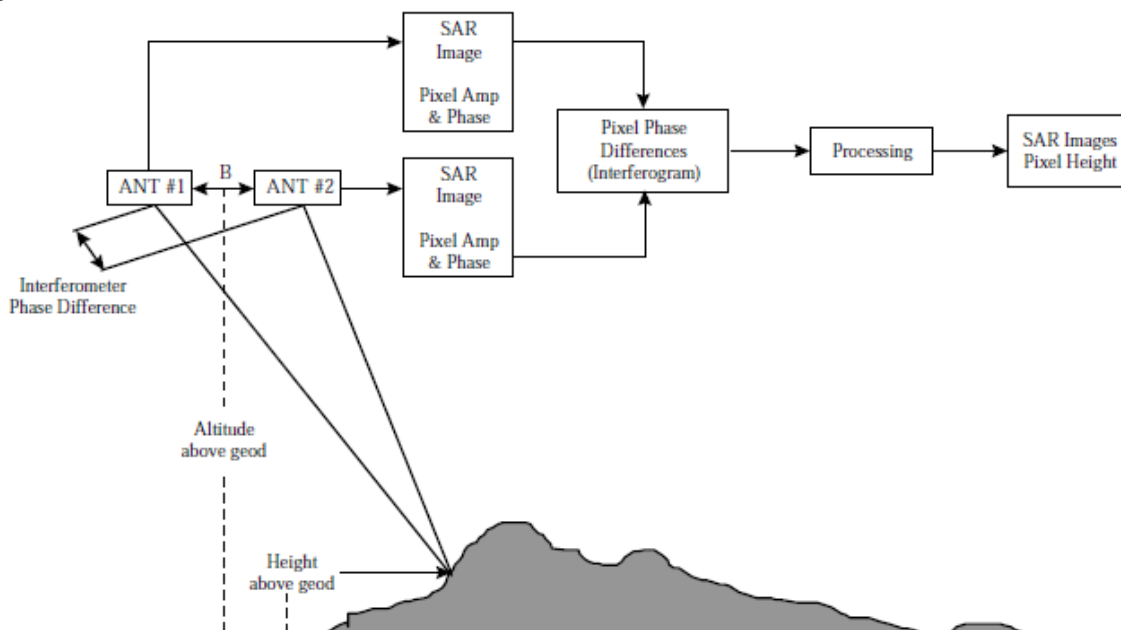 SAR
Image
Pixel Amp
& Phase
Pixel Phase
Differences
(Interferogram)
Processing
SAR Images
Pixel Height
ANT #1
B
ANT #2
SAR
Image
Pixel Amp
& Phase
Interferometer
Phase Difference
Altitude
above geod
Height
above geod